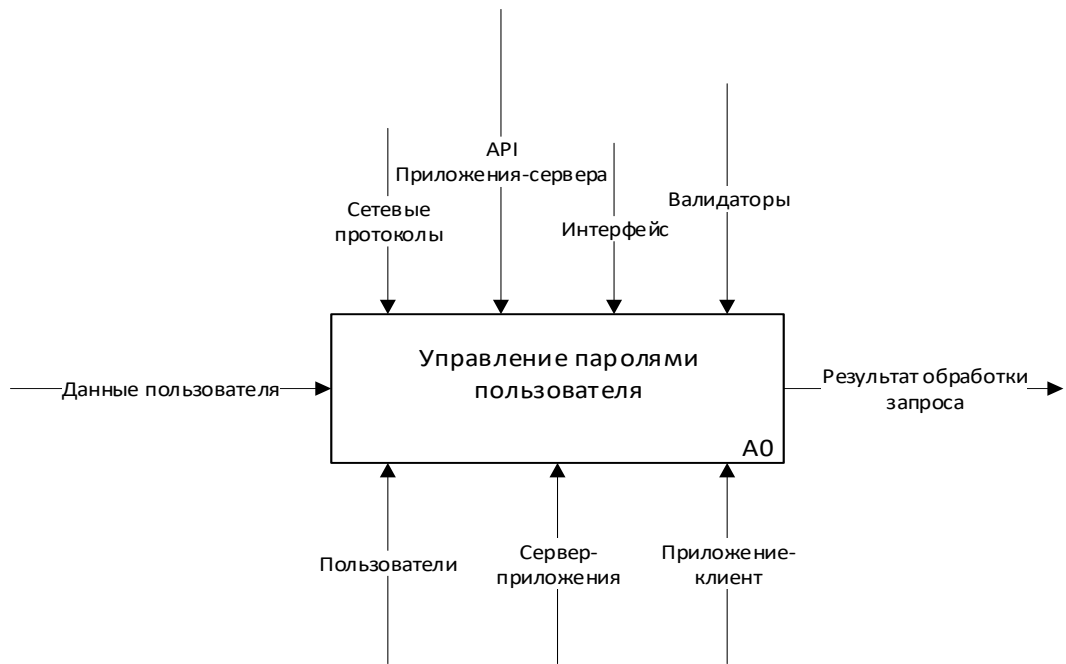 API
Приложения-сервера
Валидаторы
Сетевые
протоколы
Интерфейс
Управление паролями
пользователя
Данные пользователя
Результат обработки
запроса
A0
Пользователи
Сервер-
приложения
Приложение-
клиент